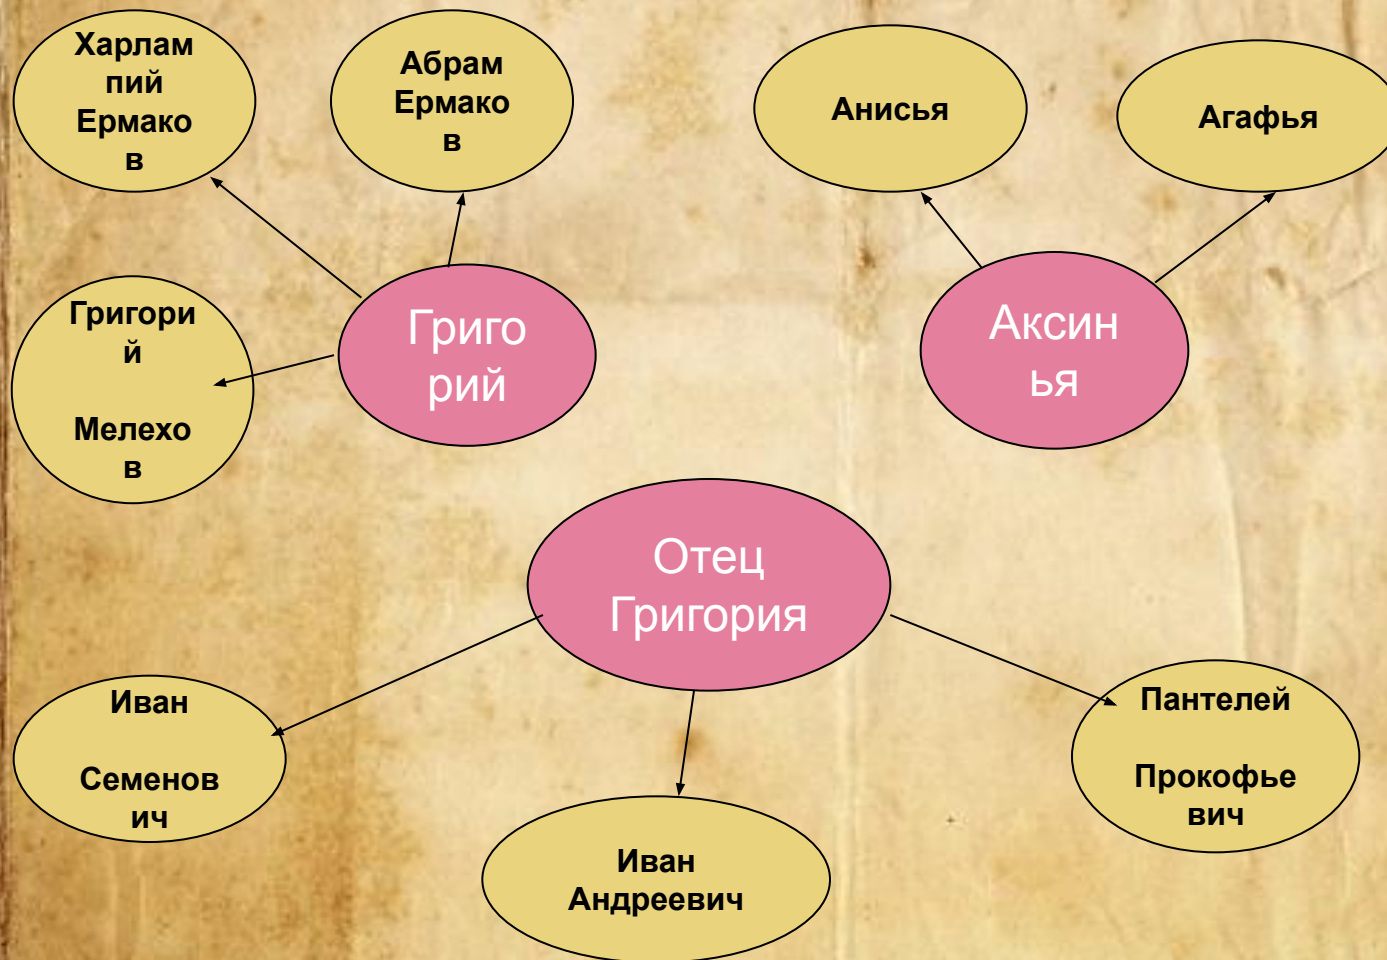 Харлам
пий
Ермако
в
Абрам
Ермако
в
Анисья
Агафья
Григори
й
Мелехо
в
Григо
рий
Аксин
ья
Отец
Григория
Иван
Семенов
ич
Иван
Андреевич
Пантелей
Прокофье
вич